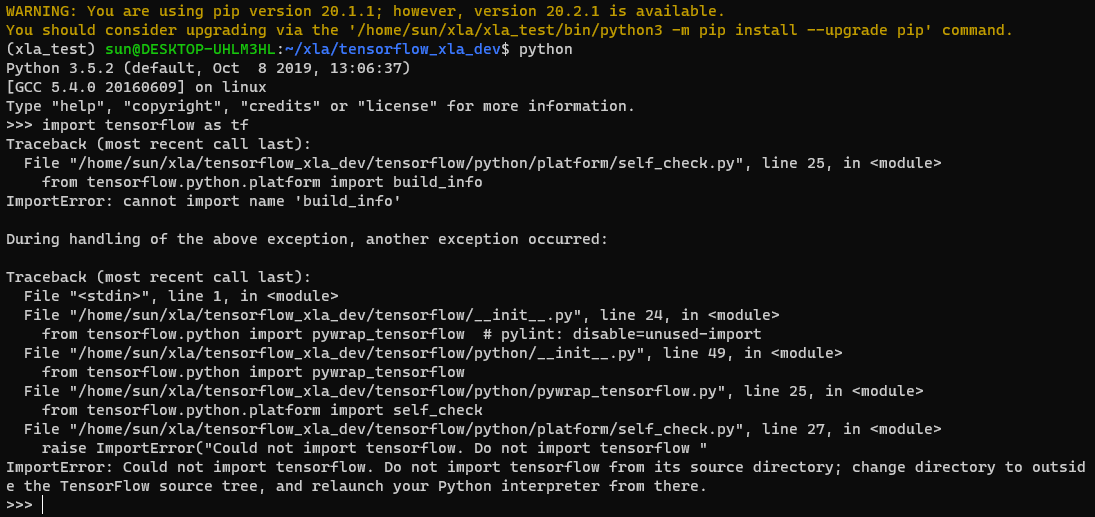 WARNING: You are using pip version 20.1.1; however, version 20.2.1 is available.
You should consider upgrading via the '/home/sun/xla/xla_test/bin/python3 -m pip install --upgrade pip' command.
(xla_test) sun@DESKTOP-UHLM3HL:~/xla/tensorflow_xla_dev$ python
Python 3.5.2 (default, Oct  8 2019, 13:06:37)
[GCC 5.4.0 20160609] on linux
Type "help", "copyright", "credits" or "license" for more information.
>>> import tensorflow as tf
Traceback (most recent call last):
  File "/home/sun/xla/tensorflow_xla_dev/tensorflow/python/platform/self_check.py", line 25, in <module>
    from tensorflow.python.platform import build_info
ImportError: cannot import name 'build_info'

During handling of the above exception, another exception occurred:

Traceback (most recent call last):
  File "<stdin>", line 1, in <module>
  File "/home/sun/xla/tensorflow_xla_dev/tensorflow/__init__.py", line 24, in <module>
    from tensorflow.python import pywrap_tensorflow  # pylint: disable=unused-import
  File "/home/sun/xla/tensorflow_xla_dev/tensorflow/python/__init__.py", line 49, in <module>
    from tensorflow.python import pywrap_tensorflow
  File "/home/sun/xla/tensorflow_xla_dev/tensorflow/python/pywrap_tensorflow.py", line 25, in <module>
    from tensorflow.python.platform import self_check
  File "/home/sun/xla/tensorflow_xla_dev/tensorflow/python/platform/self_check.py", line 27, in <module>
    raise ImportError("Could not import tensorflow. Do not import tensorflow "
ImportError: Could not import tensorflow. Do not import tensorflow from its source directory; change directory to outsid
e the TensorFlow source tree, and relaunch your Python interpreter from there.
>>>